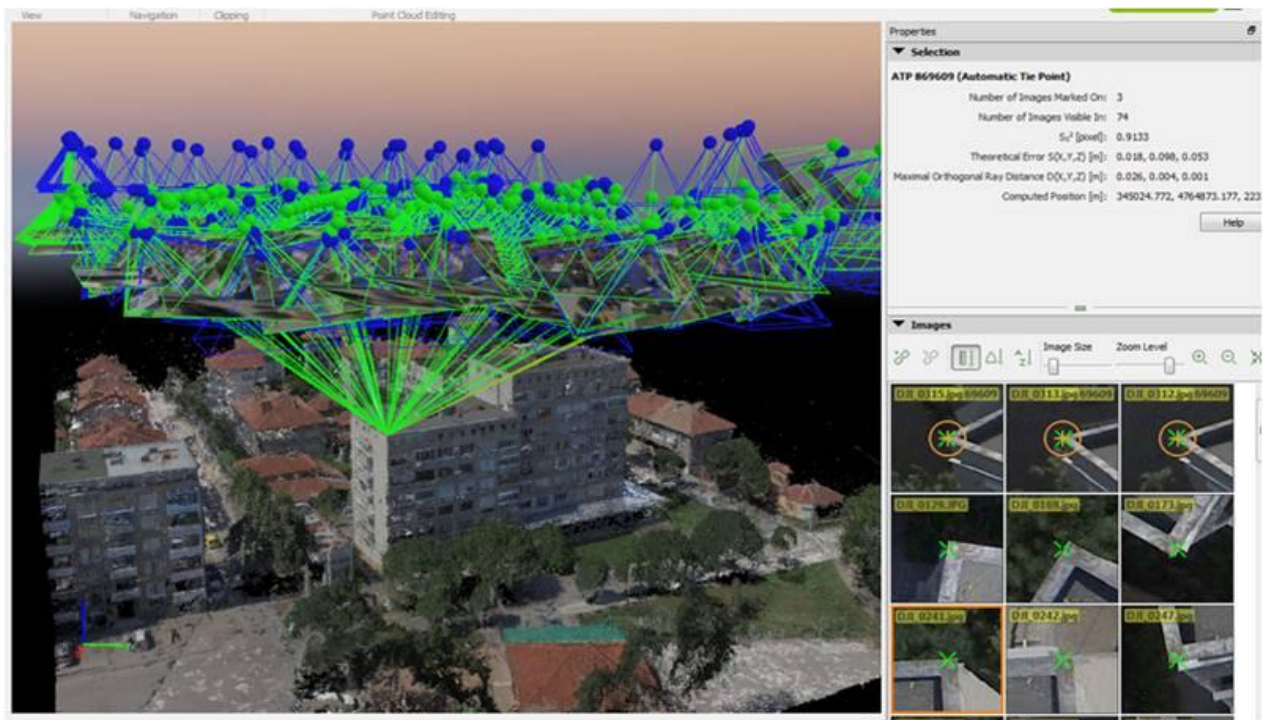 View Navigation Clipping Point Cloud Editing
Properties
Selection
ATP 869609 (Automatic Tie Point)
Number of Images Marked On: 3
Number of Images Visible In: 74
S₀² [pixel]: 0.9133
Theoretical Error S(X,Y,Z) [m]: 0.018, 0.098, 0.053
Maximal Orthogonal Ray Distance D(X,Y,Z) [m]: 0.026, 0.004, 0.001
Computed Position [m]: 345024.772, 4764873.177, 223
Help
Images
Image Size Zoom Level
DJI_0315.jpg 69609 DJI_0313.jpg 69609 DJI_0312.jpg 69609
DJI_0129.JPG DJI_0169.jpg DJI_0173.jpg
DJI_0241.jpg DJI_0242.jpg DJI_0247.jpg